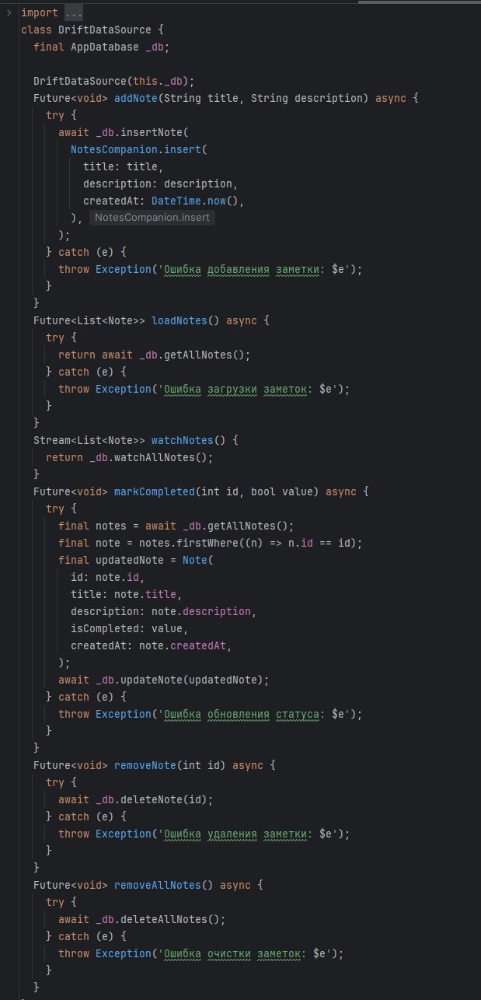 import ...
class DriftDataSource {
  final AppDatabase _db;

  DriftDataSource(this._db);
  Future<void> addNote(String title, String description) async {
    try {
      await _db.insertNote(
        NotesCompanion.insert(
          title: title,
          description: description,
          createdAt: DateTime.now(),
        ), NotesCompanion.insert
      );
    } catch (e) {
      throw Exception('Ошибка добавления заметки: $e');
    }
  }
  Future<List<Note>> loadNotes() async {
    try {
      return await _db.getAllNotes();
    } catch (e) {
      throw Exception('Ошибка загрузки заметок: $e');
    }
  }
  Stream<List<Note>> watchNotes() {
    return _db.watchAllNotes();
  }
  Future<void> markCompleted(int id, bool value) async {
    try {
      final notes = await _db.getAllNotes();
      final note = notes.firstWhere((n) => n.id == id);
      final updatedNote = Note(
        id: note.id,
        title: note.title,
        description: note.description,
        isCompleted: value,
        createdAt: note.createdAt,
      );
      await _db.updateNote(updatedNote);
    } catch (e) {
      throw Exception('Ошибка обновления статуса: $e');
    }
  }
  Future<void> removeNote(int id) async {
    try {
      await _db.deleteNote(id);
    } catch (e) {
      throw Exception('Ошибка удаления заметки: $e');
    }
  }
  Future<void> removeAllNotes() async {
    try {
      await _db.deleteAllNotes();
    } catch (e) {
      throw Exception('Ошибка очистки заметок: $e');
    }
  }